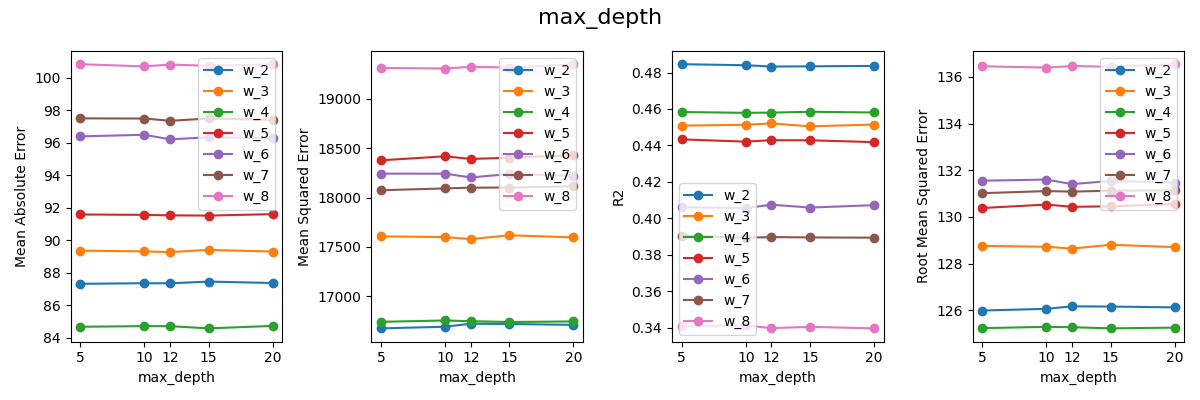 max_depth
Mean Absolute Error
100
98
96
94
92
90
88
86
84
5 10 12 15 20
max_depth
w_2
w_3
w_4
w_5
w_6
w_7
w_8
Mean Squared Error
19000
18500
18000
17500
17000
5 10 12 15 20
max_depth
w_2
w_3
w_4
w_5
w_6
w_7
w_8
R2
0.48
0.46
0.44
0.42
0.40
0.38
0.36
0.34
5 10 12 15 20
max_depth
w_2
w_3
w_4
w_5
w_6
w_7
w_8
Root Mean Squared Error
136
134
132
130
128
126
5 10 12 15 20
max_depth
w_2
w_3
w_4
w_5
w_6
w_7
w_8